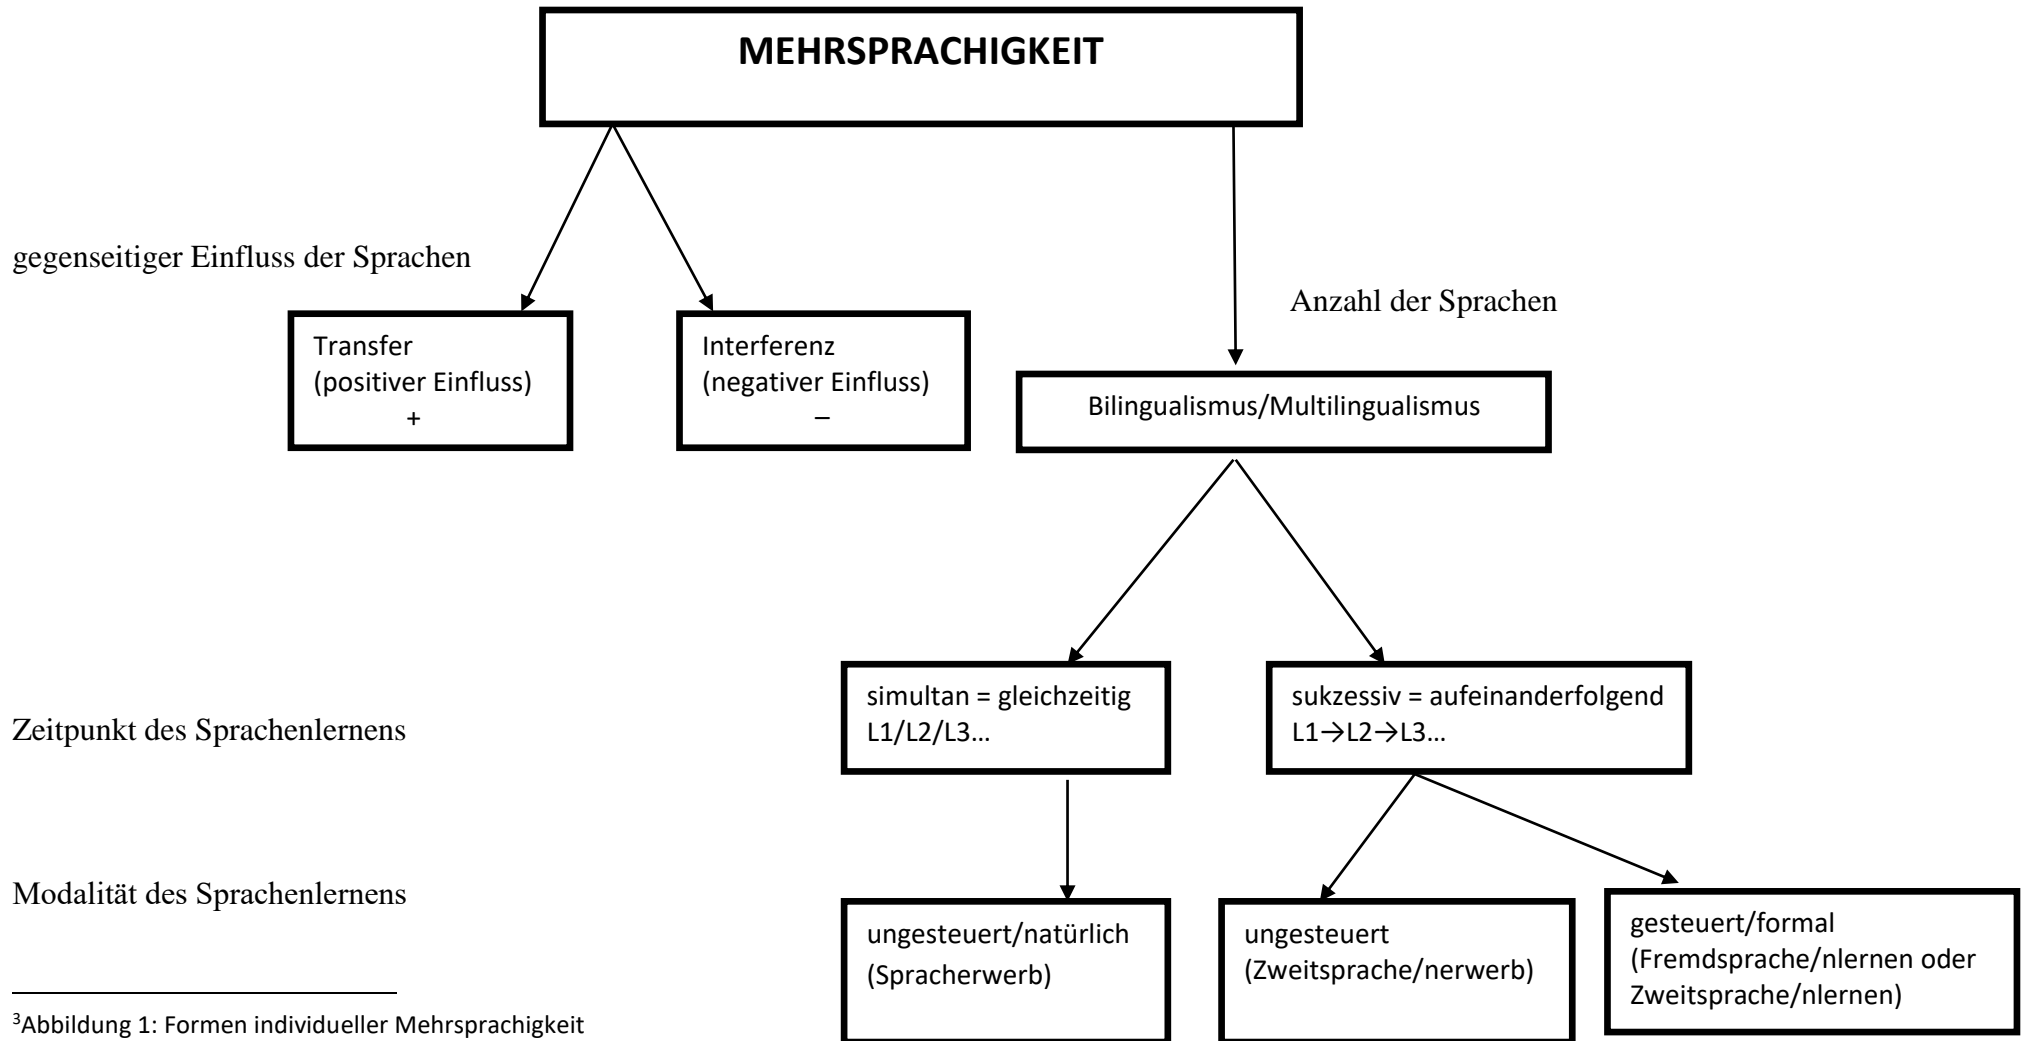 MEHRSPRACHIGKEIT
gegenseitiger Einfluss der Sprachen
Anzahl der Sprachen
Transfer
(positiver Einfluss)
+
Interferenz
(negativer Einfluss)
–
Bilingualismus/Multilingualismus
Zeitpunkt des Sprachenlernens
simultan = gleichzeitig
L1/L2/L3...
sukzessiv = aufeinanderfolgend
L1→L2→L3...
Modalität des Sprachenlernens
ungesteuert/natürlich
(Spracherwerb)
ungesteuert
(Zweitsprache/nerwerb)
gesteuert/formal
(Fremdsprache/nlernen oder
Zweitsprache/nlernen)
³Abbildung 1: Formen individueller Mehrsprachigkeit